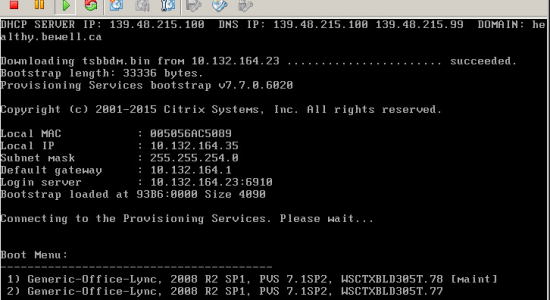 DHCP SERVER IP: 139.48.215.100  DNS IP: 139.48.215.100 139.48.215.99  DOMAIN: he
althy.bewell.ca
Downloading tsbbdm.bin from 10.132.164.23 ...................... succeeded.
Bootstrap length: 33336 bytes.
Provisioning Services bootstrap v7.7.0.6020
Copyright (c) 2001-2015 Citrix Systems, Inc. All rights reserved.
Local MAC : 005056AC5089
Local IP : 10.132.164.35
Subnet mask : 255.255.254.0
Default gateway : 10.132.164.1
Login server : 10.132.164.23:6910
Bootstrap loaded at 93B6:0000 Size 4090
Connecting to the Provisioning Services. Please wait...
Boot Menu:
----------------------------------------
1) Generic-Office-Lync, 2008 R2 SP1, PVS 7.1SP2, WSCTXBLD305T.78 [maint]
2) Generic-Office-Lync, 2008 R2 SP1, PVS 7.1SP2, WSCTXBLD305T.77